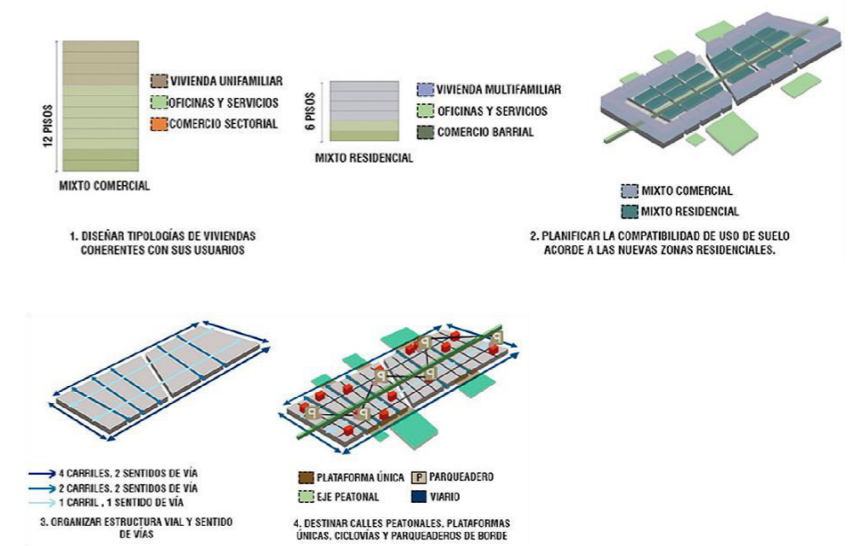 12 PISOS
VIVIENDA UNIFAMILIAR
OFICINAS Y SERVICIOS
COMERCIO SECTORIAL
MIXTO COMERCIAL
6 PISOS
VIVIENDA MULTIFAMILIAR
OFICINAS Y SERVICIOS
COMERCIO BARRIAL
MIXTO RESIDENCIAL
MIXTO COMERCIAL
MIXTO RESIDENCIAL
1. DISEÑAR TIPOLOGÍAS DE VIVIENDAS
COHERENTES CON SUS USUARIOS
2. PLANIFICAR LA COMPATIBILIDAD DE USO DE SUELO
ACORDE A LAS NUEVAS ZONAS RESIDENCIALES.
4 CARRILES, 2 SENTIDOS DE VÍA
2 CARRILES, 2 SENTIDOS DE VÍA
1 CARRIL , 1 SENTIDO DE VÍA
3. ORGANIZAR ESTRUCTURA VIAL Y SENTIDO
DE VÍAS
P
P
P
P
P
P
PLATAFORMA ÚNICA
P PARQUEADERO
EJE PEATONAL
VIARIO
4. DESTINAR CALLES PEATONALES, PLATAFORMAS
ÚNICAS, CICLOVÍAS Y PARQUEADEROS DE BORDE